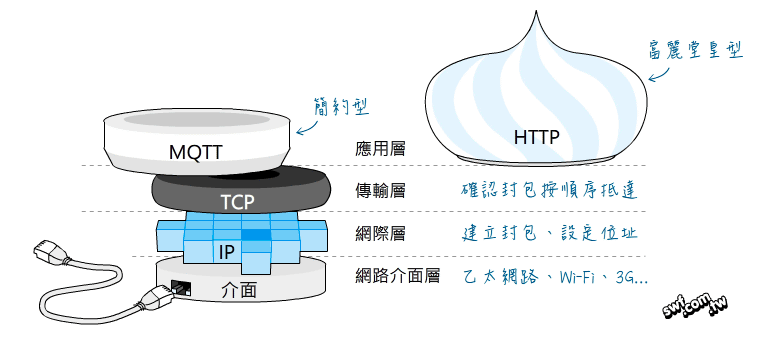 富麗堂皇型
簡約型
MQTT
應用層
HTTP
TCP
傳輸層
確認封包按順序抵達
IP
網際層
建立封包、設定位址
介面
網路介面層
乙太網路、Wi-Fi、3G...
swf.com.tw